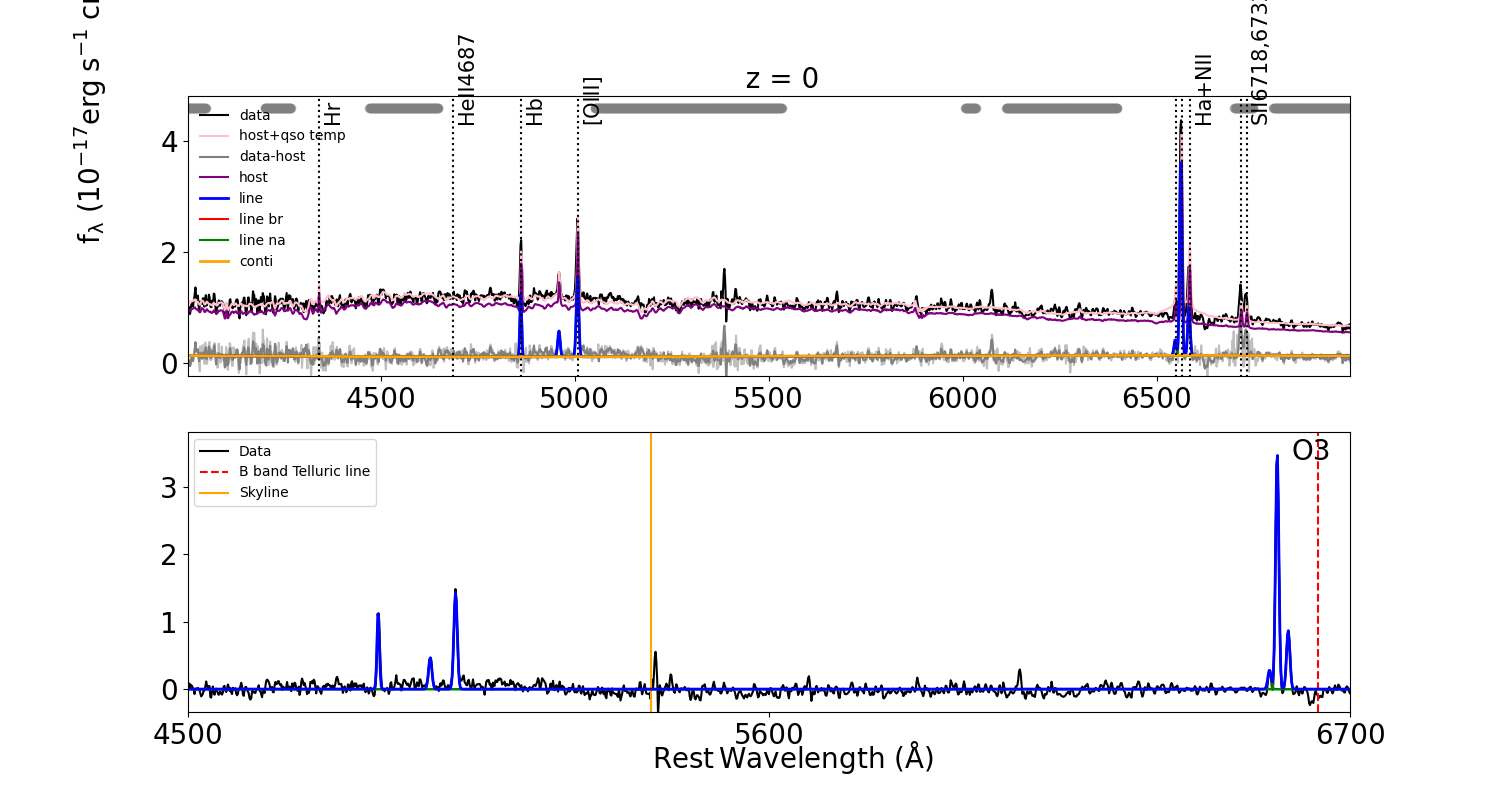 z = 0
fλ (10−17erg s−1
Hr
HeII4687
Hb
[OIII]
Ha+NII
data
host+qso temp
data-host
host
line
line br
line na
conti
4
2
0
4500
5000
5500
6000
6500
Data
B band Telluric line
Skyline
O3
3
2
1
0
4500
5600
6700
Rest Wavelength (Å)